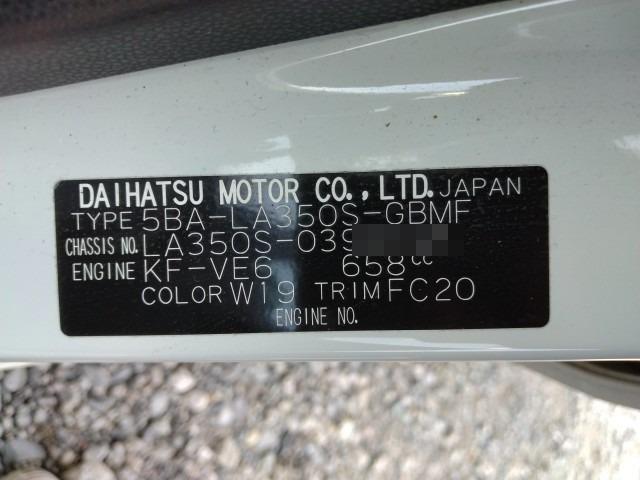 DAIHATSU MOTOR CO., LTD. JAPAN
TYPE 5BA-LA350S-GBMF
CHASSIS NO. LA350S-039
ENGINE KF-VE6 658cc
COLOR W19 TRIM FC20
ENGINE NO.